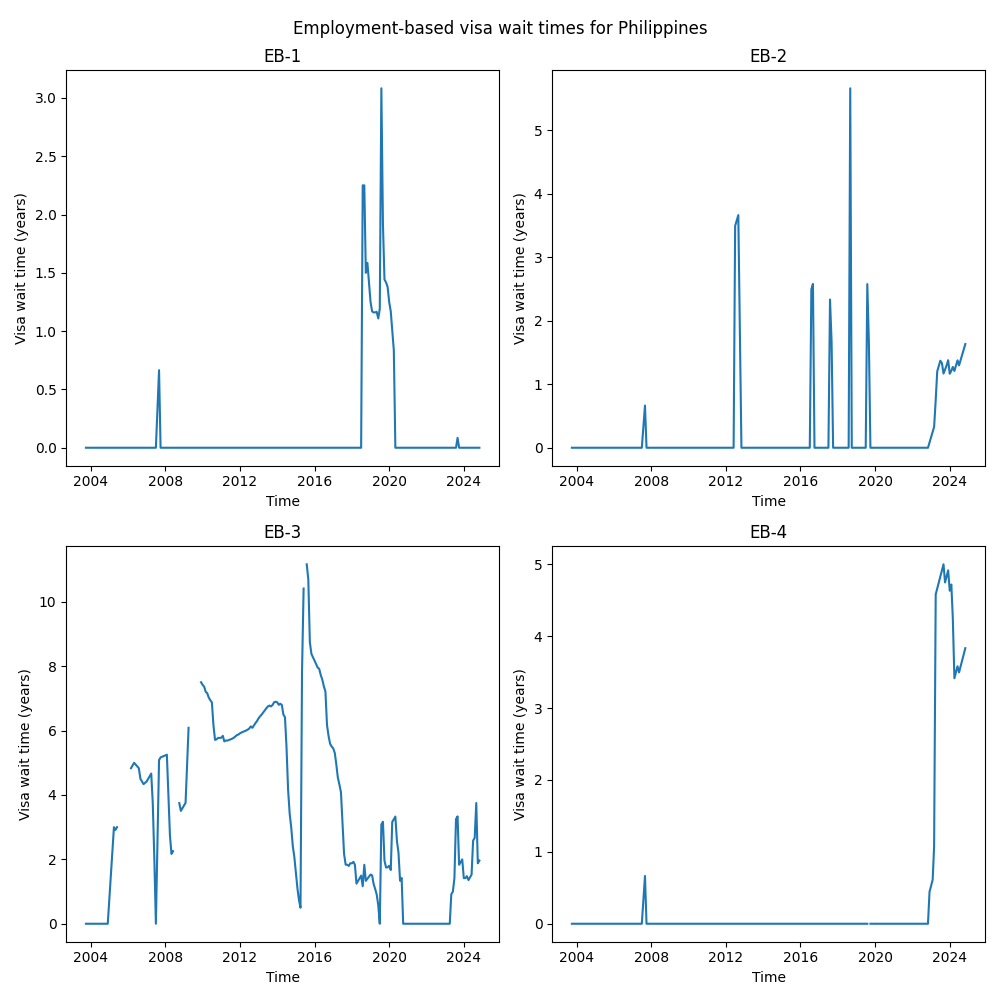 Employment-based visa wait times for Philippines
EB-1
3.0
2.5
2.0
1.5
1.0
0.5
0.0
Visa wait time (years)
2004 2008 2012 2016 2020 2024
Time
EB-2
5
4
3
2
1
0
Visa wait time (years)
2004 2008 2012 2016 2020 2024
Time
EB-3
10
8
6
4
2
0
Visa wait time (years)
2004 2008 2012 2016 2020 2024
Time
EB-4
5
4
3
2
1
0
Visa wait time (years)
2004 2008 2012 2016 2020 2024
Time